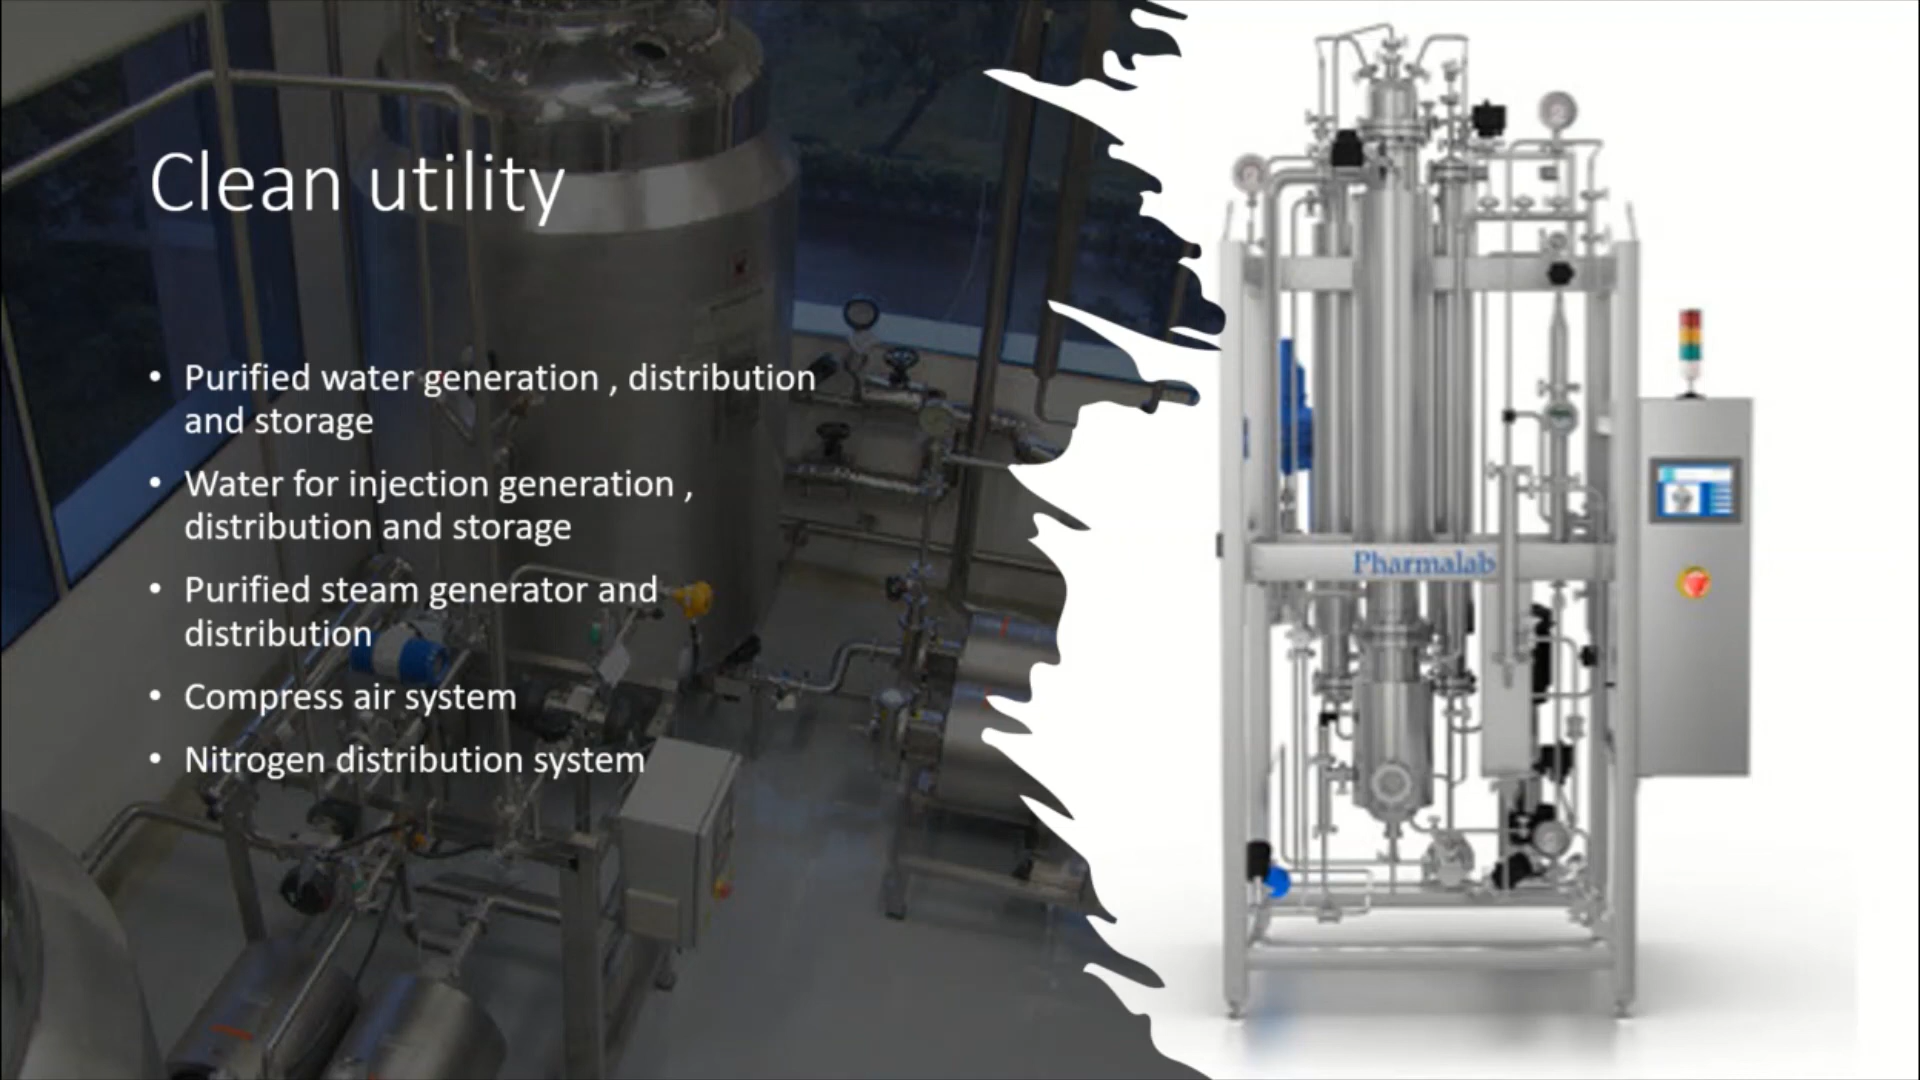 Clean utility
• Purified water generation , distribution
and storage
• Water for injection generation ,
distribution and storage
• Purified steam generator and
distribution
• Compress air system
• Nitrogen distribution system
Pharmalab